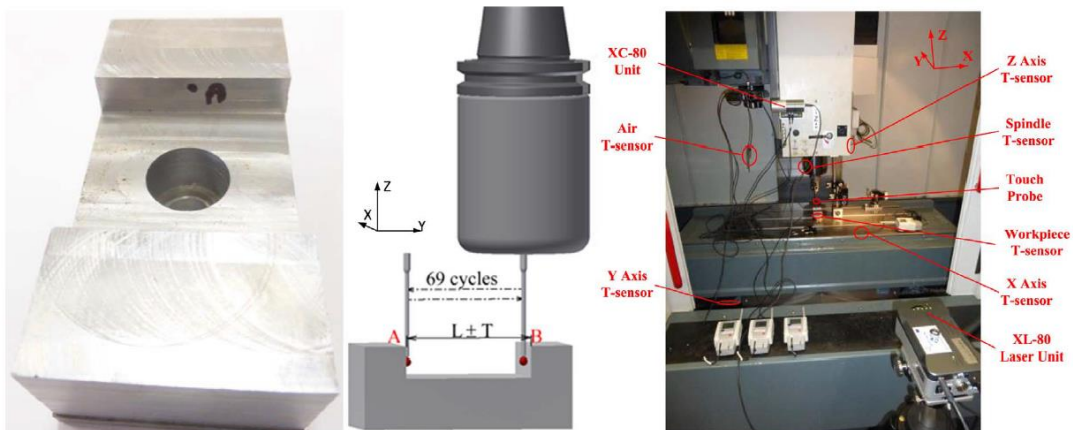 Z
X
Y
69 cycles
A
L ± T
B
XC-80
Unit
Air
T-sensor
Y Axis
T-sensor
Z
Y
X
Z Axis
T-sensor
Spindle
T-sensor
Touch
Probe
Workpiece
T-sensor
X Axis
T-sensor
XL-80
Laser Unit